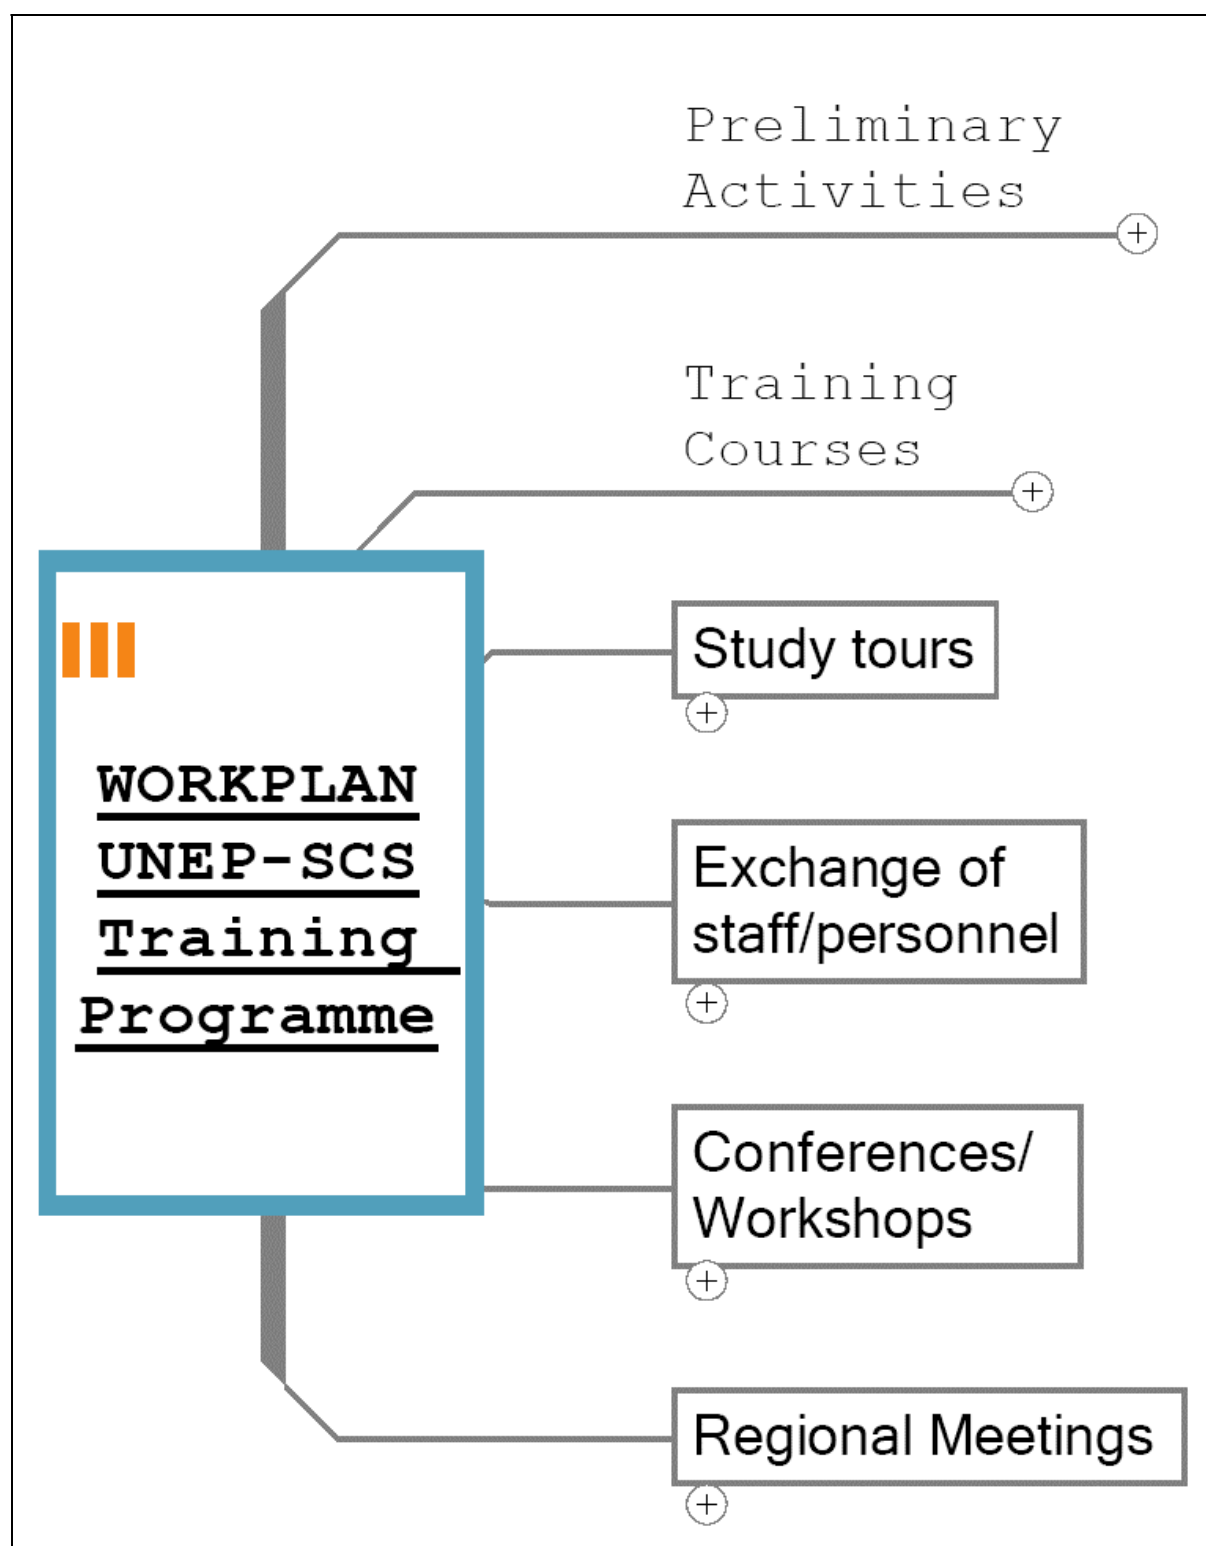 Preliminary
Activities
Training
Courses
Study tours
WORKPLAN
UNEP-SCS
Training
Programme
Exchange of
staff/personnel
Conferences/
Workshops
Regional Meetings